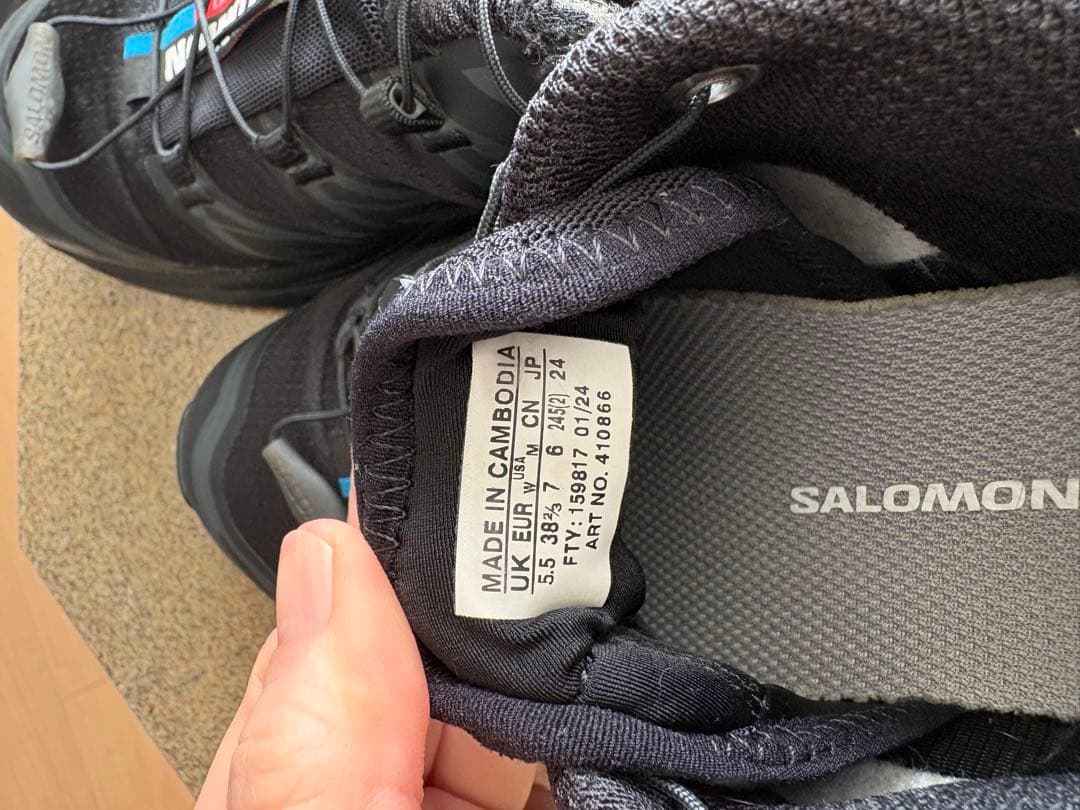 SALOMON
MADE IN CAMBODIA
UK EUR USA CN JP
W M
5.5 38⅔ 7 6 245(2) 24
FTY: 159817 01/24
ART NO. 410866
SALOMON